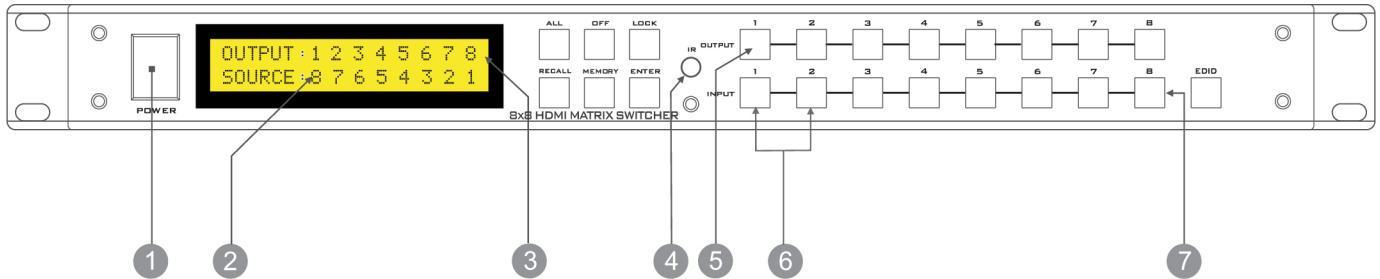 ALL OFF LOCK
1 2 3 4 5 6 7 8
OUTPUT:1 2 3 4 5 6 7 8
SOURCE:8 7 6 5 4 3 2 1
IR
OUTPUT
RECALL MEMORY ENTER
1 2 3 4 5 6 7 8
EDID
INPUT
POWER
8x8 HDMI MATRIX SWITCHER
1 2 3 4 5 6 7